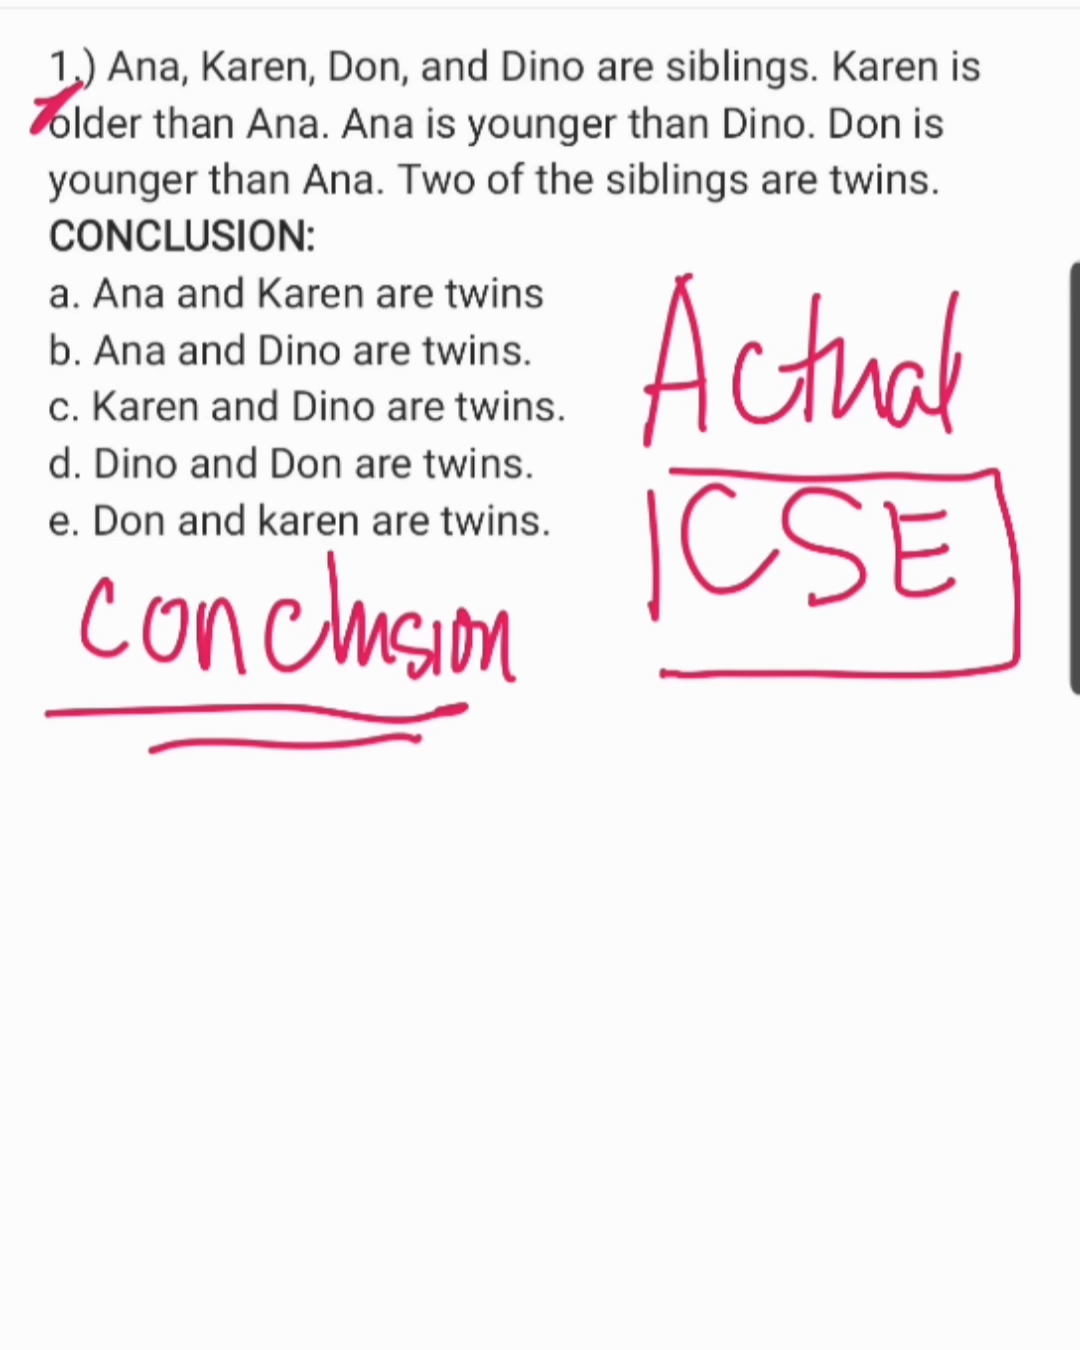 1.) Ana, Karen, Don, and Dino are siblings. Karen is
older than Ana. Ana is younger than Dino. Don is
younger than Ana. Two of the siblings are twins.
CONCLUSION:
a. Ana and Karen are twins
b. Ana and Dino are twins.
c. Karen and Dino are twins.
d. Dino and Don are twins.
e. Don and karen are twins.
Actual
ICSE
Conclusion